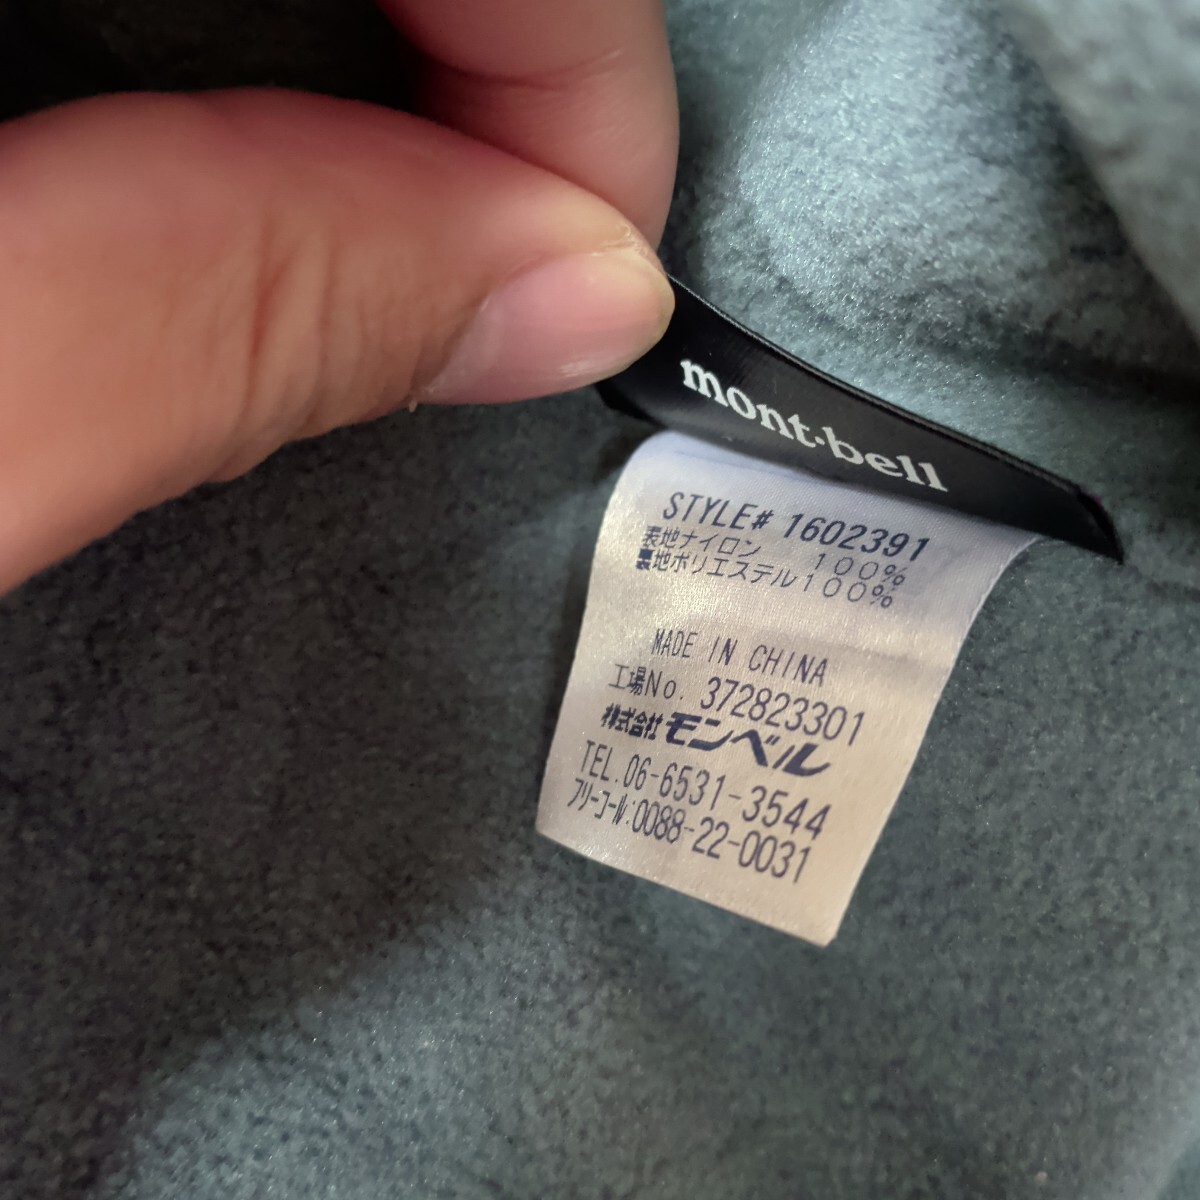 mont-bell
STYLE# 1602391
表地ナイロン 100%
裏地ポリエステル100%
MADE IN CHINA
工場No. 372823301
株式会社モンベル
TEL.06-6531-3544
フリーコール:0088-22-0031